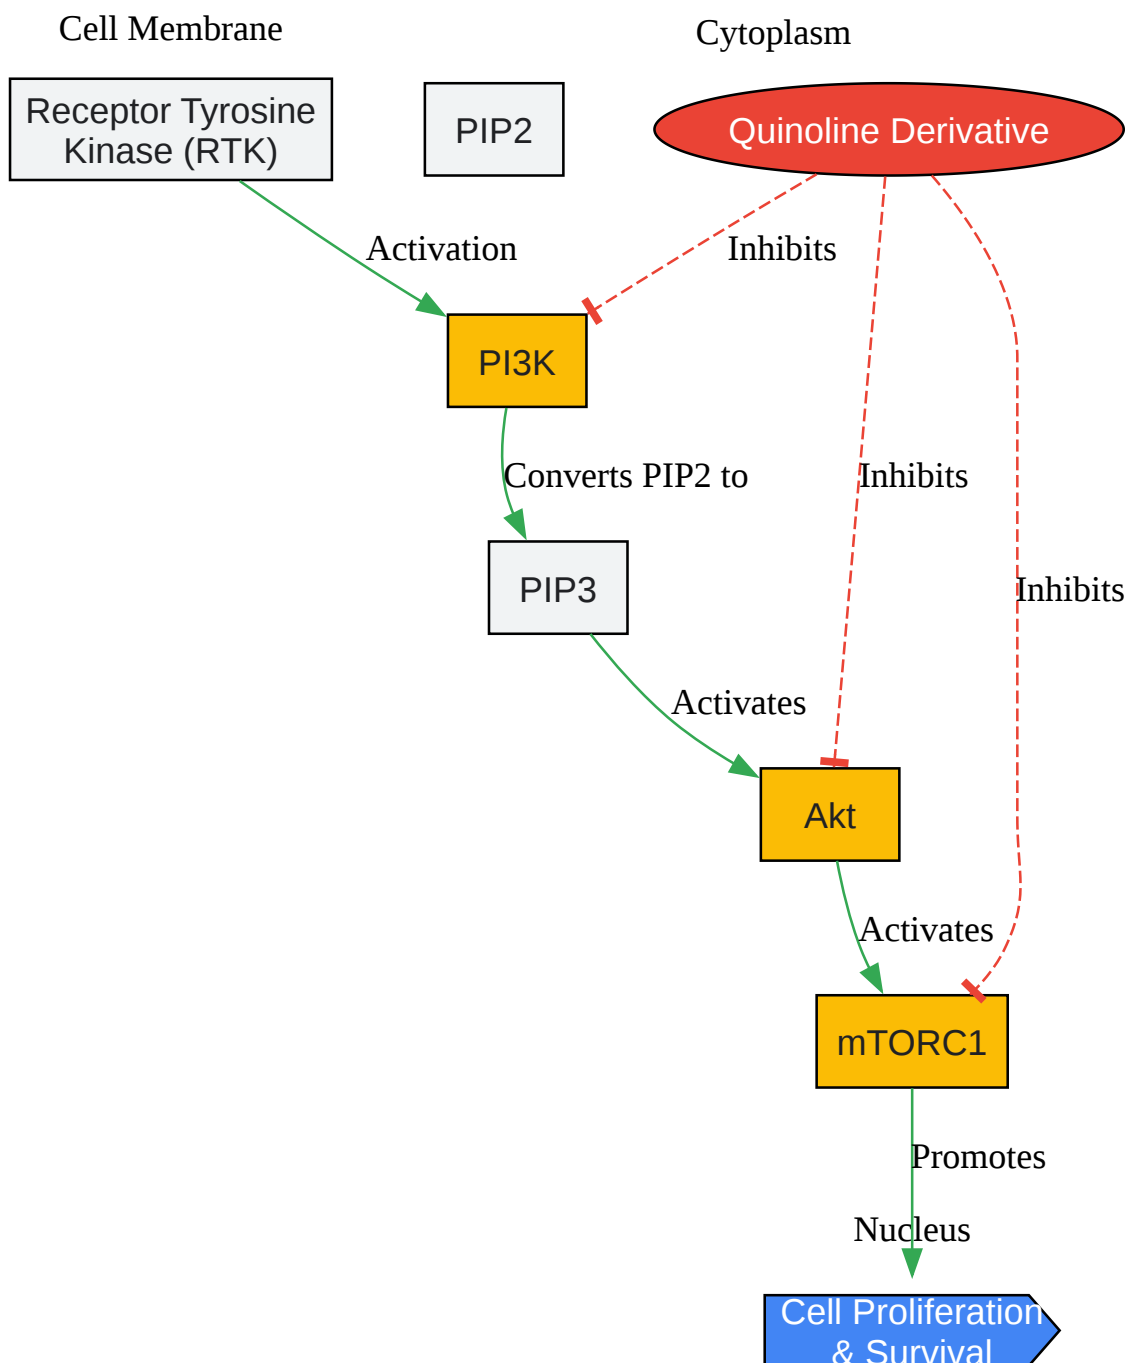 Cell Membrane
Cytoplasm
Receptor Tyrosine
Kinase (RTK)
PIP2
Quinoline Derivative
Activation
Inhibits
PI3K
Converts PIP2 to
Inhibits
PIP3
Inhibits
Activates
Akt
Activates
mTORC1
Promotes
Nucleus
Cell Proliferation
& Survival